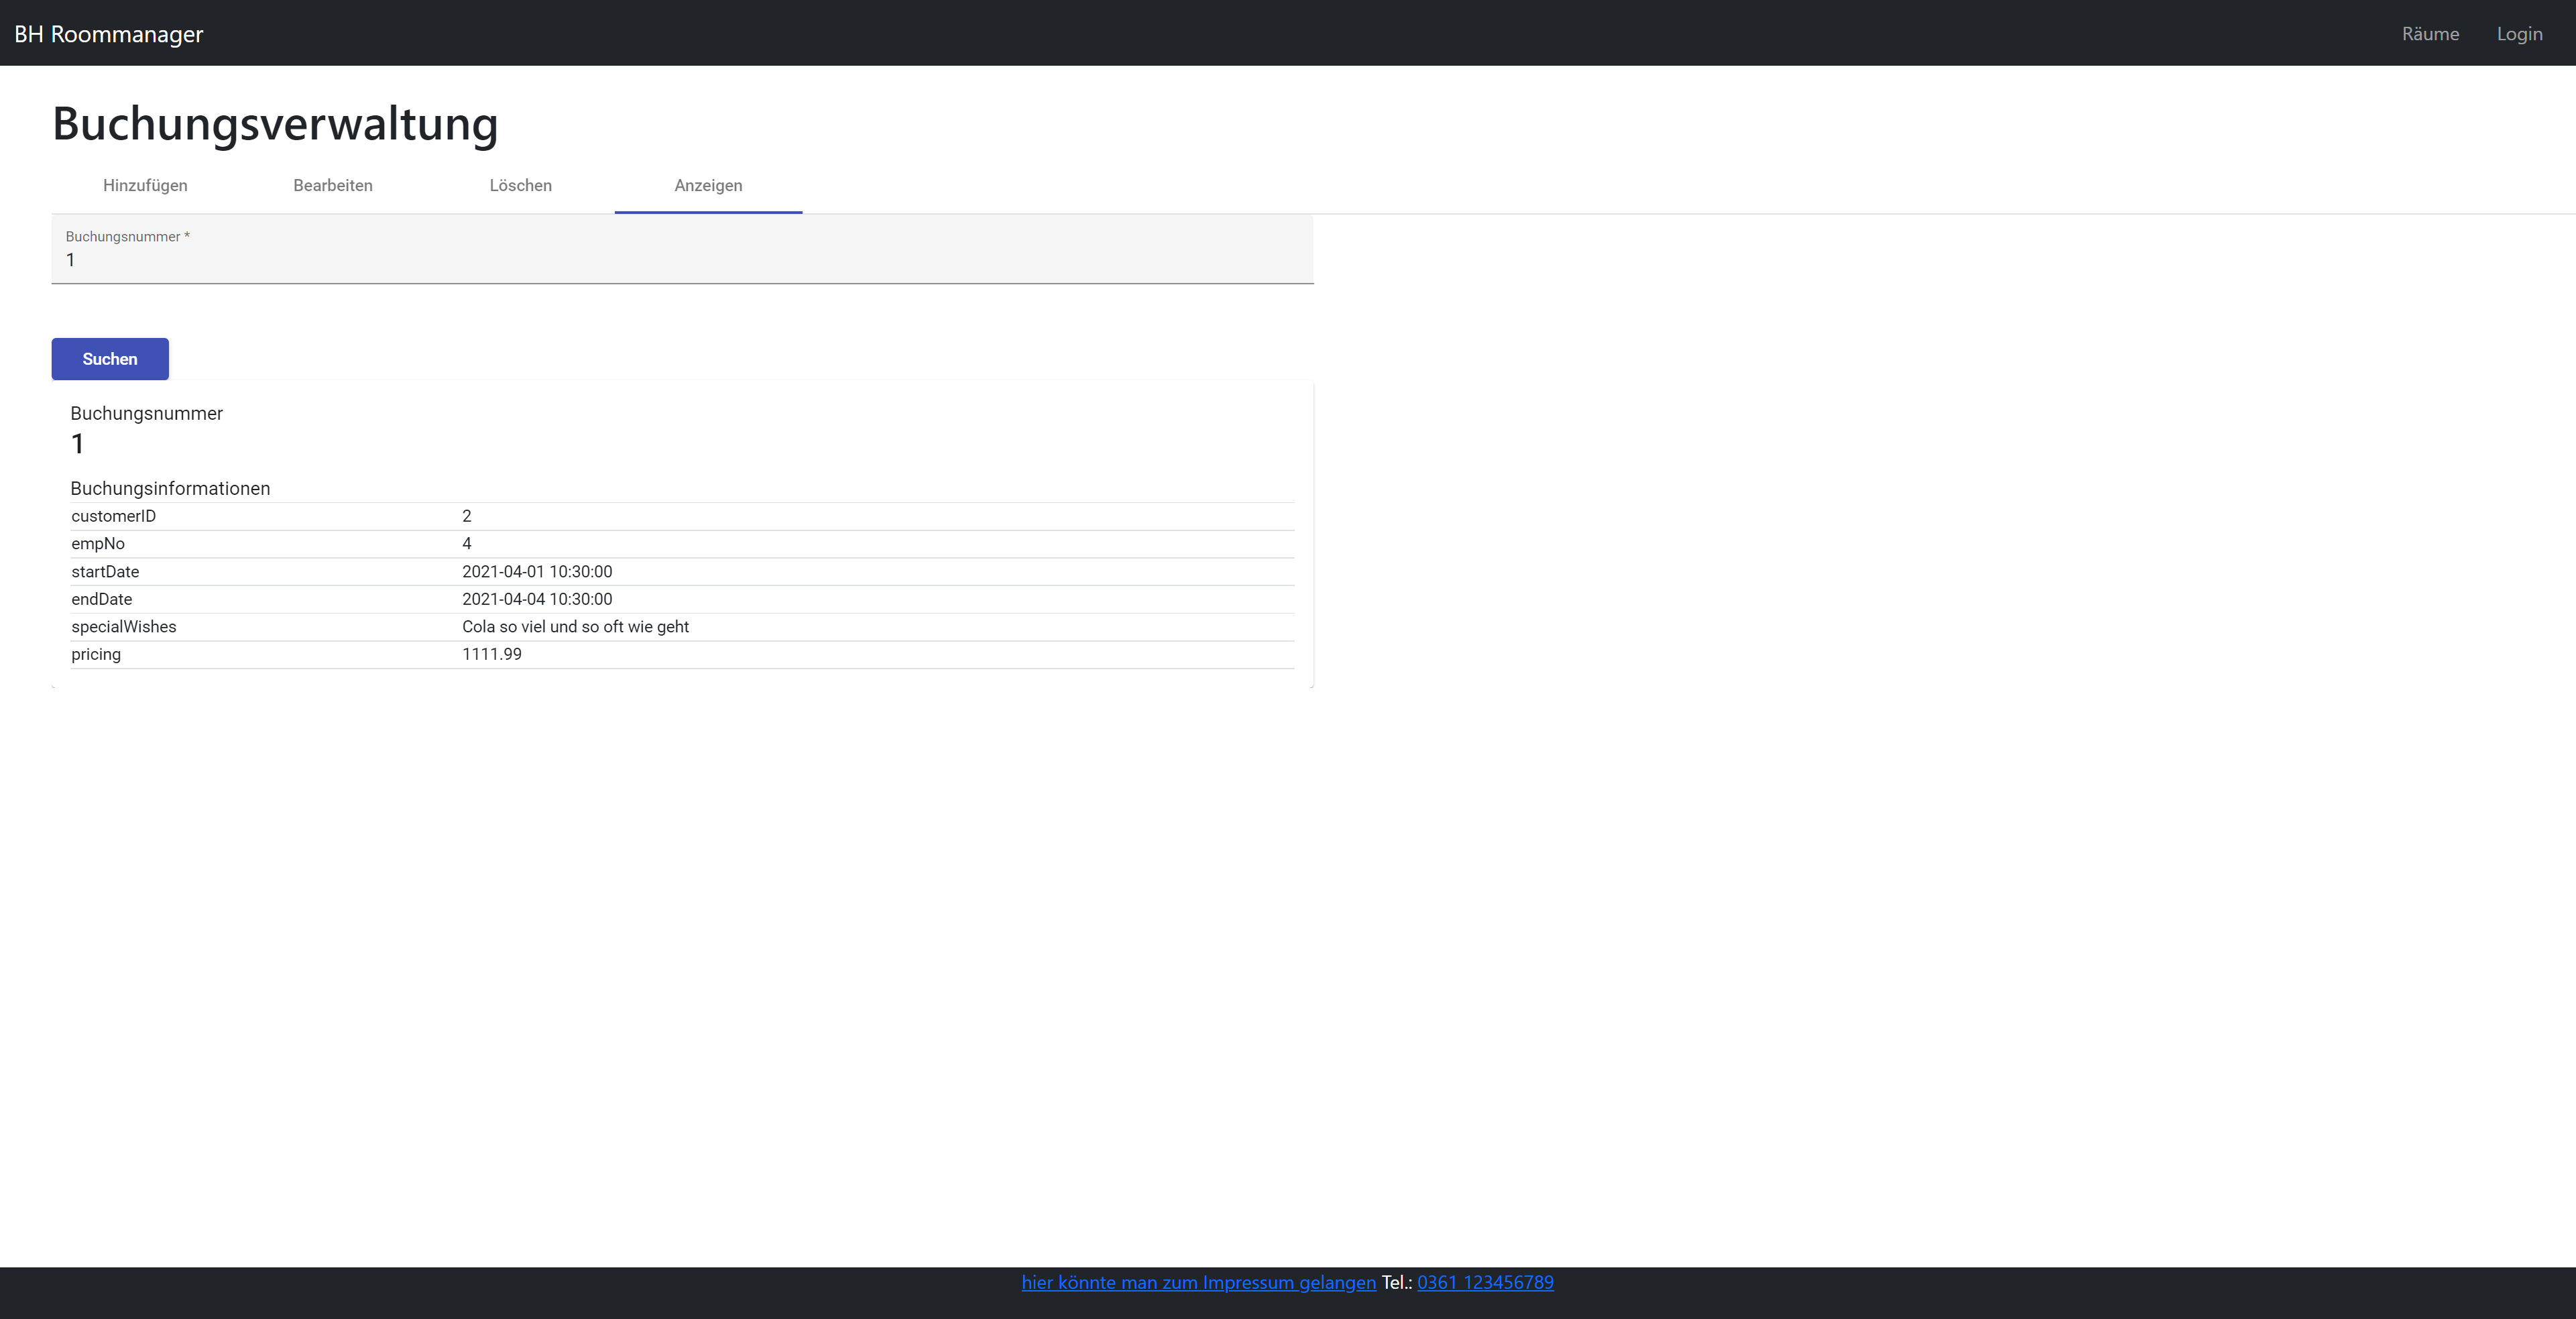 BH Roommanager Räume Login
Buchungsverwaltung
Hinzufügen Bearbeiten Löschen Anzeigen
Buchungsnummer *
1
Suchen
Buchungsnummer
1
Buchungsinformationen
customerID 2
empNo 4
startDate 2021-04-01 10:30:00
endDate 2021-04-04 10:30:00
specialWishes Cola so viel und so oft wie geht
pricing 1111.99
hier könnte man zum Impressum gelangen Tel.: 0361 123456789